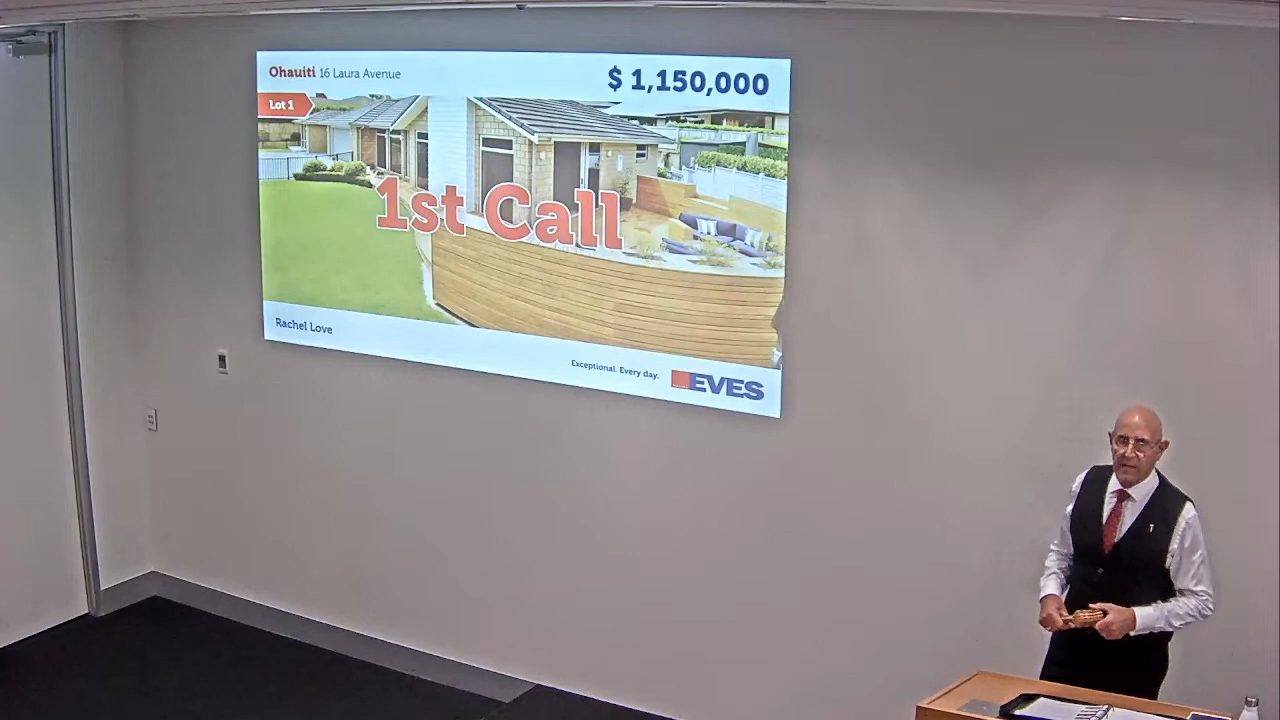 Ohauiti 16 Laura Avenue
$ 1,150,000
Lot 1
1st Call
Rachel Love
Exceptional. Every day.
EVES